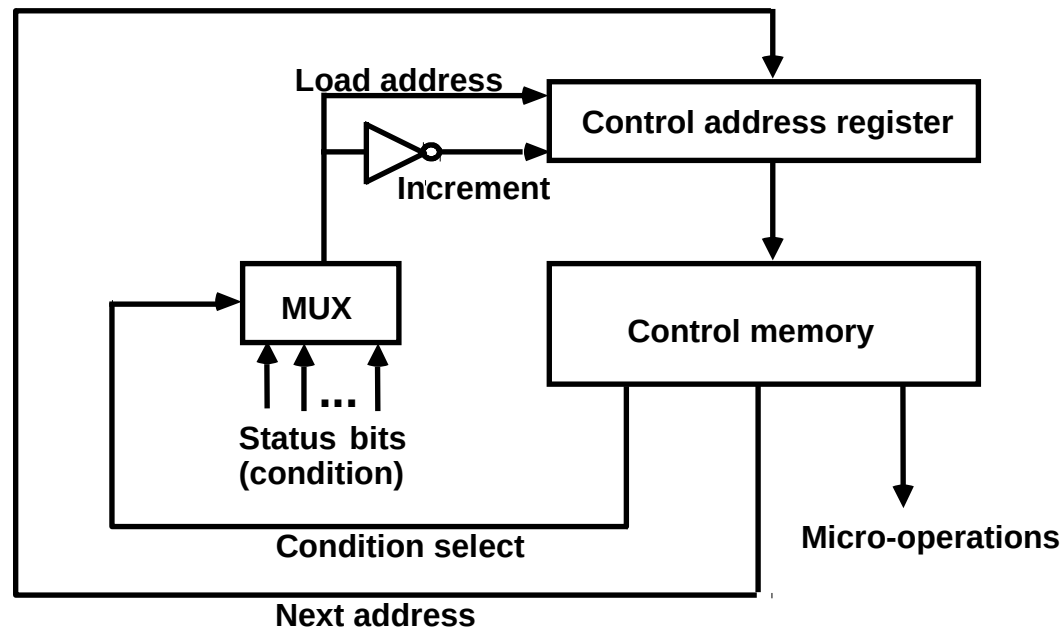 Load address
Control address register
Increment
MUX
Control memory
...
Status bits
(condition)
Micro-operations
Condition select
Next address